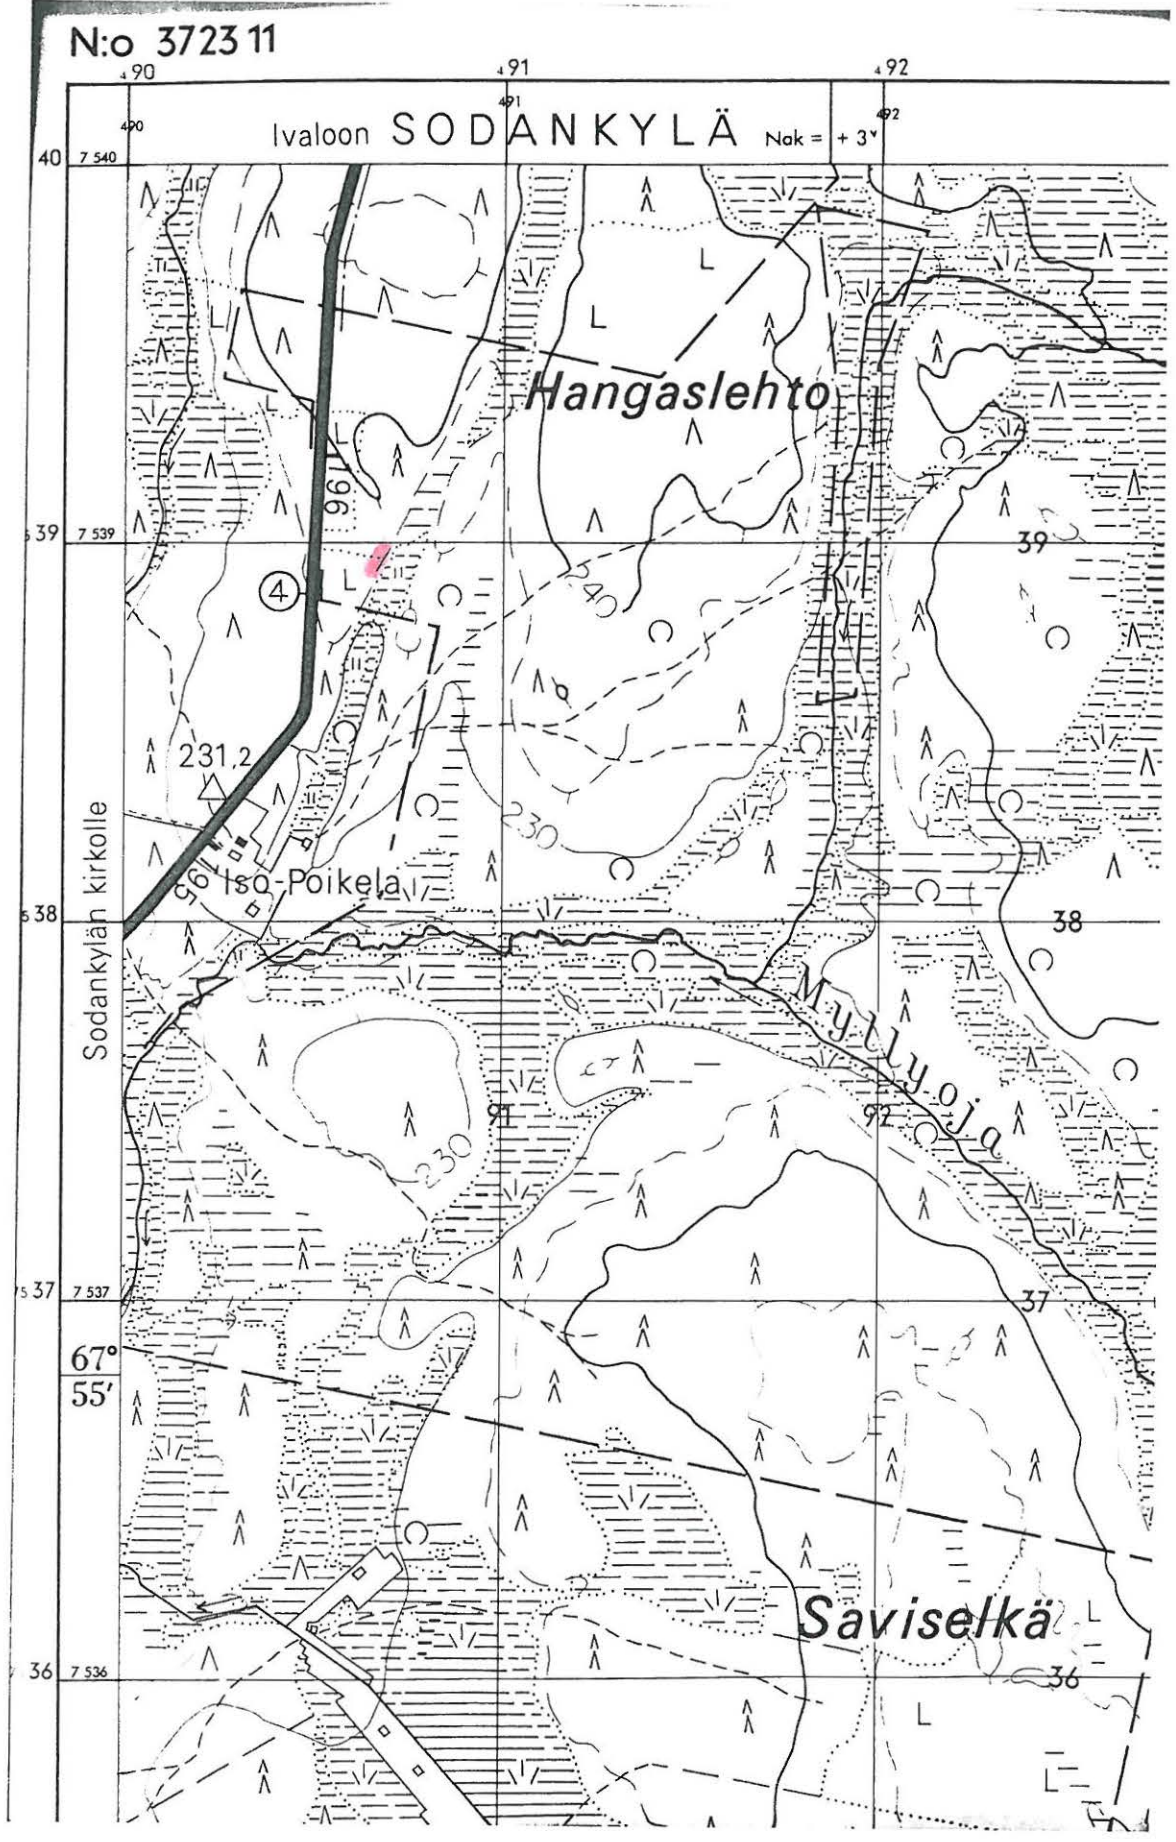 N:o 3723 11
490 491 492
490 491 492
Ivaloon SODANKYLÄ Nak = + 3ᵛ
40 7 540
L
L
L
Hangaslehto
L
L
196
39 7 539 39
4 L
240
231,2
230
Sodankylän kirkolle
195 Iso-Poikela
38 38
Myllyoja
91 92
230
37 7 537 37
67°
55'
Saviselkä
L
36 7 536 36
L
L